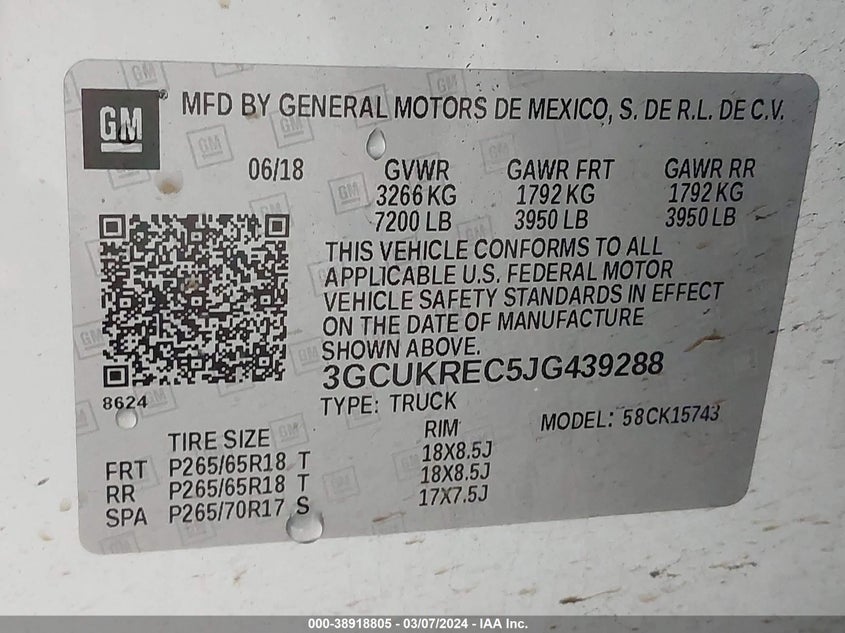 GM® MFD BY GENERAL MOTORS DE MEXICO, S. DE R.L. DE C.V.
06/18 GVWR GAWR FRT GAWR RR
3266 KG 1792 KG 1792 KG
7200 LB 3950 LB 3950 LB
THIS VEHICLE CONFORMS TO ALL
APPLICABLE U.S. FEDERAL MOTOR
VEHICLE SAFETY STANDARDS IN EFFECT
ON THE DATE OF MANUFACTURE
SHOWN ABOVE.
3GCUKREC5JG439288
8624
TYPE: TRUCK MODEL: 58CK15743
TIRE SIZE RIM
FRT P265/65R18 T 18X8.5J
RR P265/65R18 T 18X8.5J
SPA P265/70R17 S 17X7.5J
000-38918805 - 03/07/2024 - IAA Inc.